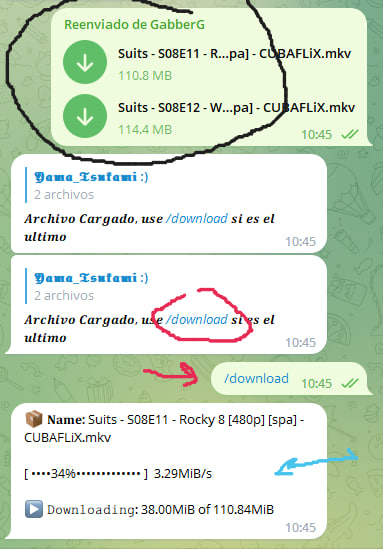 Reenviado de GabberG
Suits - S08E11 - R...pa] - CUBAFLiX.mkv
110.8 MB
Suits - S08E12 - W...pa] - CUBAFLiX.mkv
114.4 MB
10:45
𝖄𝖆𝖒𝖆_𝕿𝖘𝖚𝖋𝖆𝖒𝖎 :)
2 archivos
Archivo Cargado, use /download si es el
ultimo
10:45
𝖄𝖆𝖒𝖆_𝕿𝖘𝖚𝖋𝖆𝖒𝖎 :)
2 archivos
Archivo Cargado, use /download si es el
ultimo
10:45
/download 10:45
📦 Name: Suits - S08E11 - Rocky 8 [480p] [spa] -
CUBAFLiX.mkv
[ ••••34%••••••••••••• ] 3.29MiB/s
▶️ Downloading: 38.00MiB of 110.84MiB
10:45